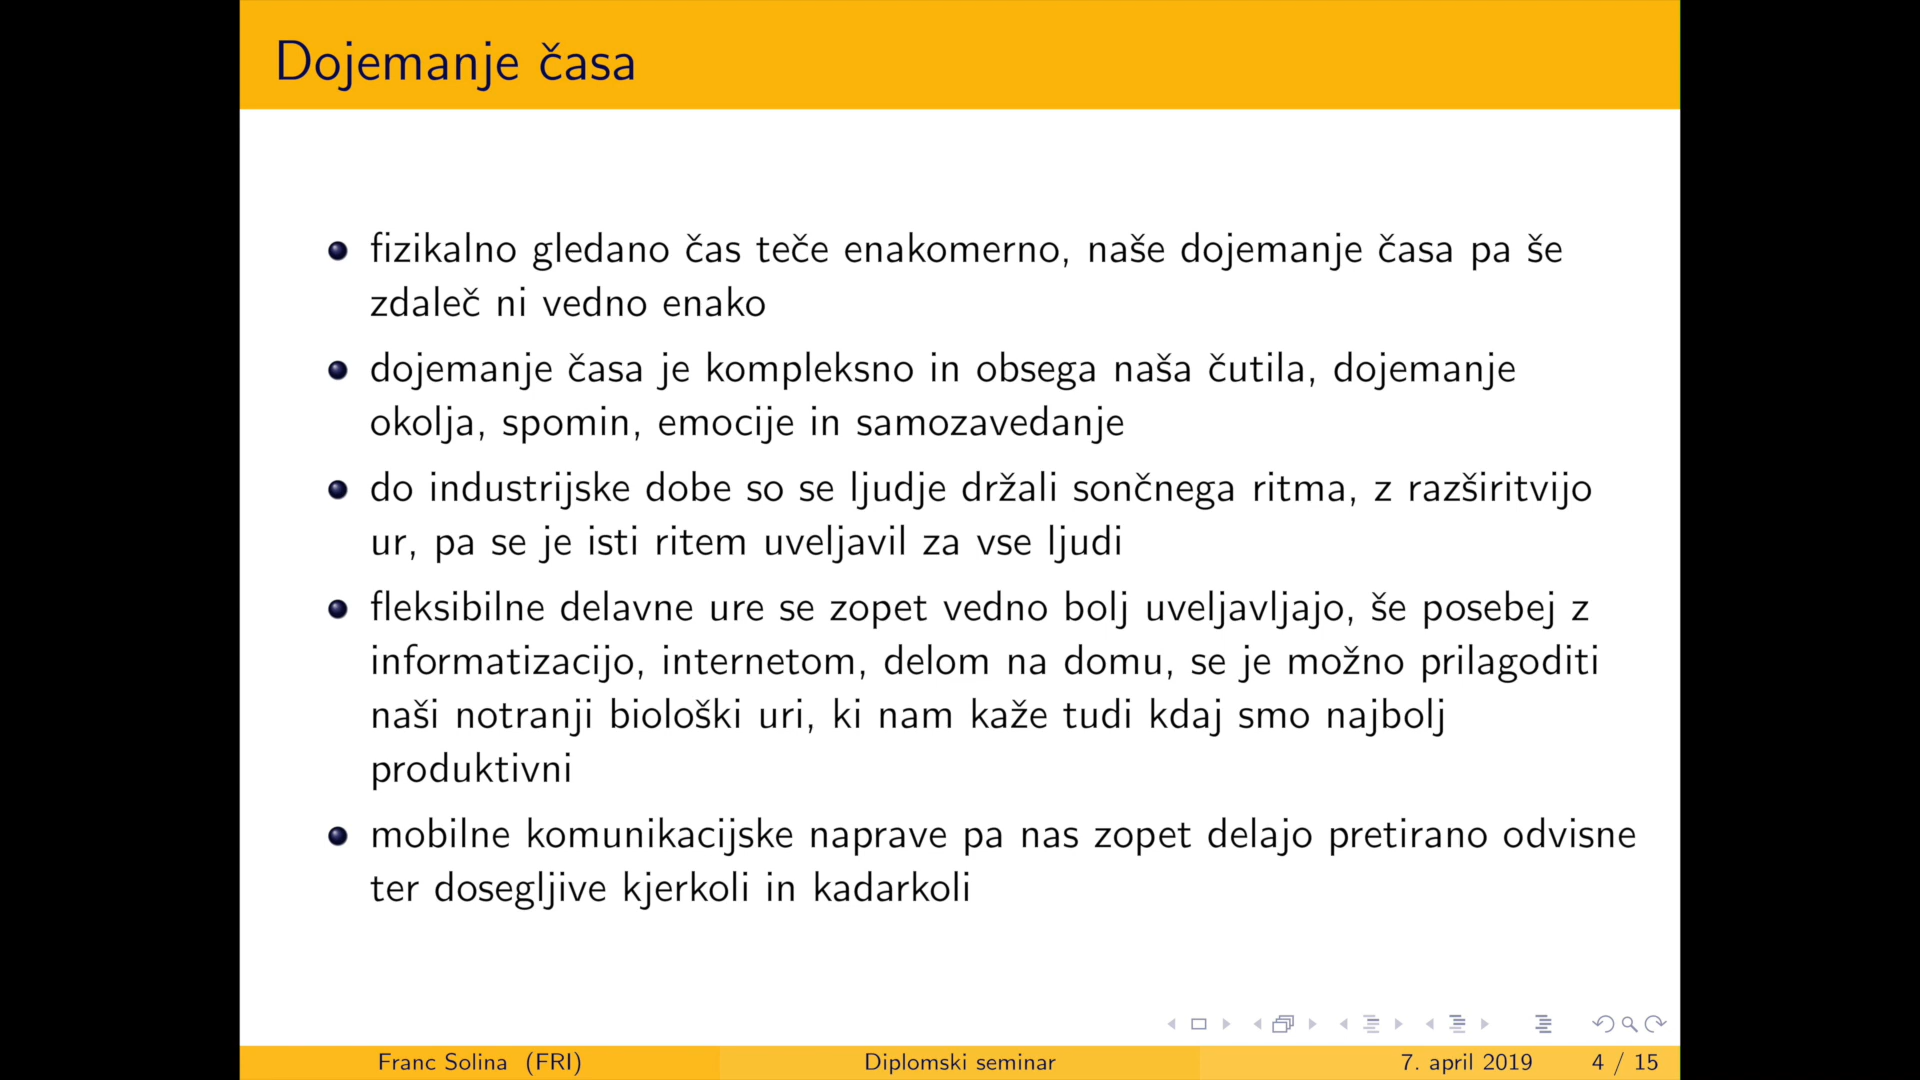 Dojemanje časa
fizikalno gledano čas teče enakomerno, naše dojemanje časa pa še
zdaleč ni vedno enako
dojemanje časa je kompleksno in obsega naša čutila, dojemanje
okolja, spomin, emocije in samozavedanje
do industrijske dobe so se ljudje držali sončnega ritma, z razširitvijo
ur, pa se je isti ritem uveljavil za vse ljudi
fleksibilne delavne ure se zopet vedno bolj uveljavljajo, še posebej z
informatizacijo, internetom, delom na domu, se je možno prilagoditi
naši notranji biološki uri, ki nam kaže tudi kdaj smo najbolj
produktivni
mobilne komunikacijske naprave pa nas zopet delajo pretirano odvisne
ter dosegljive kjerkoli in kadarkoli
Franc Solina (FRI) Diplomski seminar 7. april 2019 4 / 15